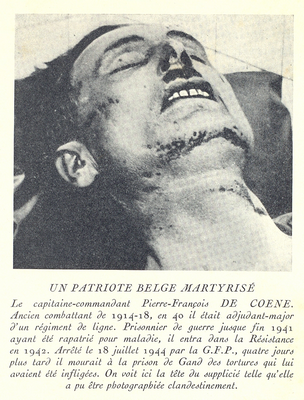 UN PATRIOTE BELGE MARTYRISÉ
Le capitaine-commandant Pierre-François DE COENE.
Ancien combattant de 1914-18, en 40 il était adjudant-major
d'un régiment de ligne. Prisonnier de guerre jusque fin 1941
ayant été rapatrié pour maladie, il entra dans la Résistance
en 1942. Arrêté le 18 juillet 1944 par la G.F.P., quatre jours
plus tard il mourait à la prison de Gand des tortures qui lui
avaient été infligées. On voit ici la tête du supplicié telle qu'elle
a pu être photographiée clandestinement.